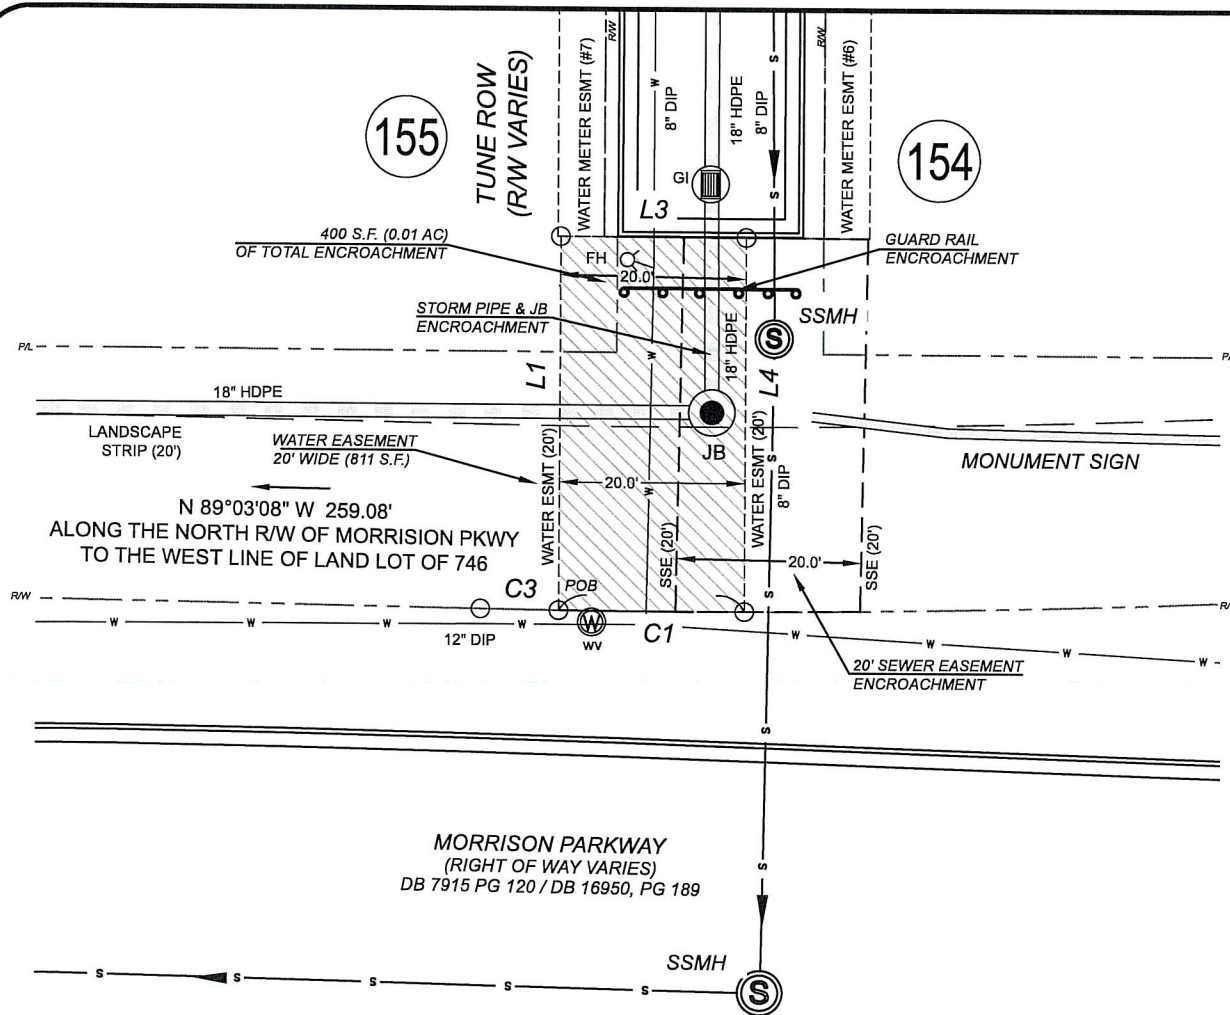 R/W
R/W
WATER METER ESMT (#7)
W
8" DIP
18" HDPE
8" DIP
S
WATER METER ESMT (#6)
TUNE ROW
(R/W VARIES)
155
154
GI
S
L3
400 S.F. (0.01 AC)
OF TOTAL ENCROACHMENT
FH
20.0'
GUARD RAIL
ENCROACHMENT
STORM PIPE & JB
ENCROACHMENT
SSMH
S
P/L
W
18" HDPE
L1
L4
P/
18" HDPE
JB
LANDSCAPE
STRIP (20')
WATER EASEMENT
20' WIDE (811 S.F.)
WATER ESMT (20')
20.0'
W
WATER ESMT (20')
S
8" DIP
MONUMENT SIGN
N 89°03'08" W 259.08'
ALONG THE NORTH R/W OF MORRISION PKWY
TO THE WEST LINE OF LAND LOT OF 746
SSE (20')
20.0'
SSE (20')
C3
POB
S
R/W
R/
W W W W
W
WV
C1
12" DIP
W W W W
20' SEWER EASEMENT
ENCROACHMENT
S
MORRISON PARKWAY
(RIGHT OF WAY VARIES)
DB 7915 PG 120 / DB 16950, PG 189
S
SSMH
S S S S S
S